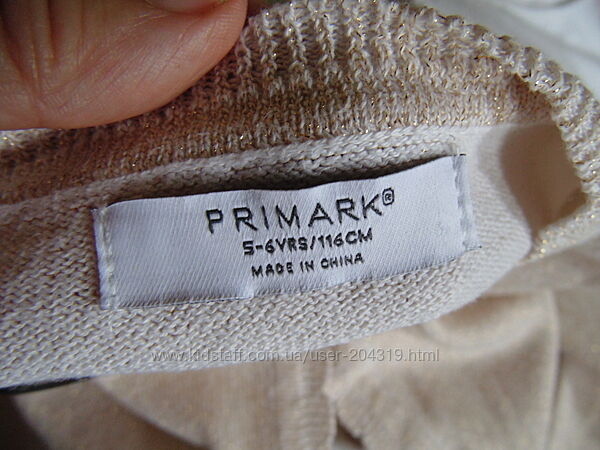 PRIMARK®
5-6YRS/116CM
MADE IN CHINA
www.kidstaff.com.ua/user-204319.html